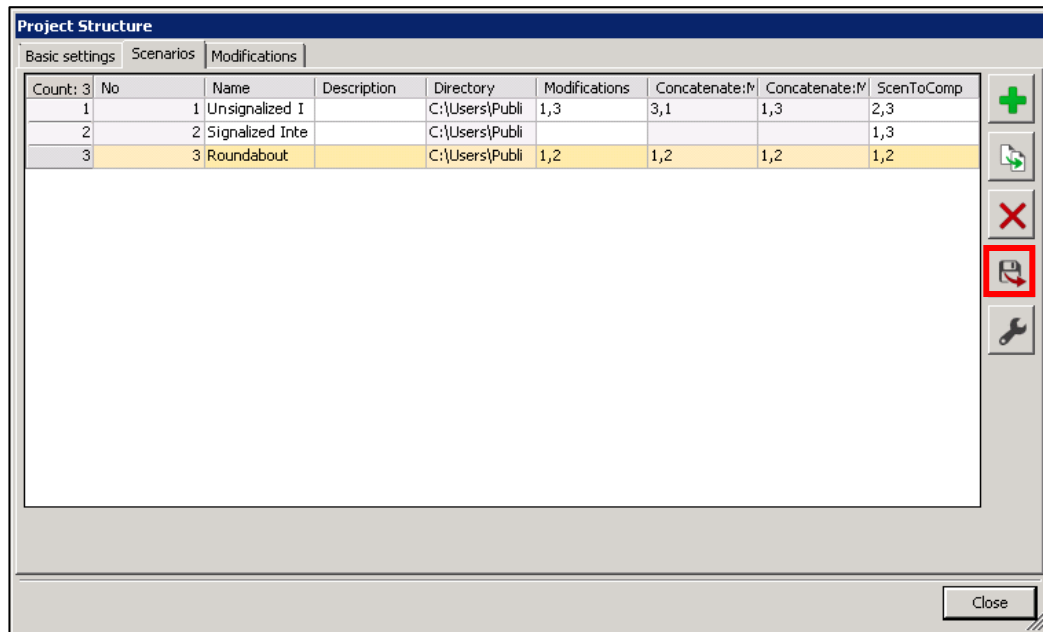 Project Structure
Basic settings Scenarios Modifications
Count: 3 No Name Description Directory Modifications Concatenate:M Concatenate:M ScenToComp
1 1 Unsignalized I C:\Users\Publi 1,3 3,1 1,3 2,3
2 2 Signalized Inte C:\Users\Publi 1,3
3 3 Roundabout C:\Users\Publi 1,2 1,2 1,2 1,2
Close